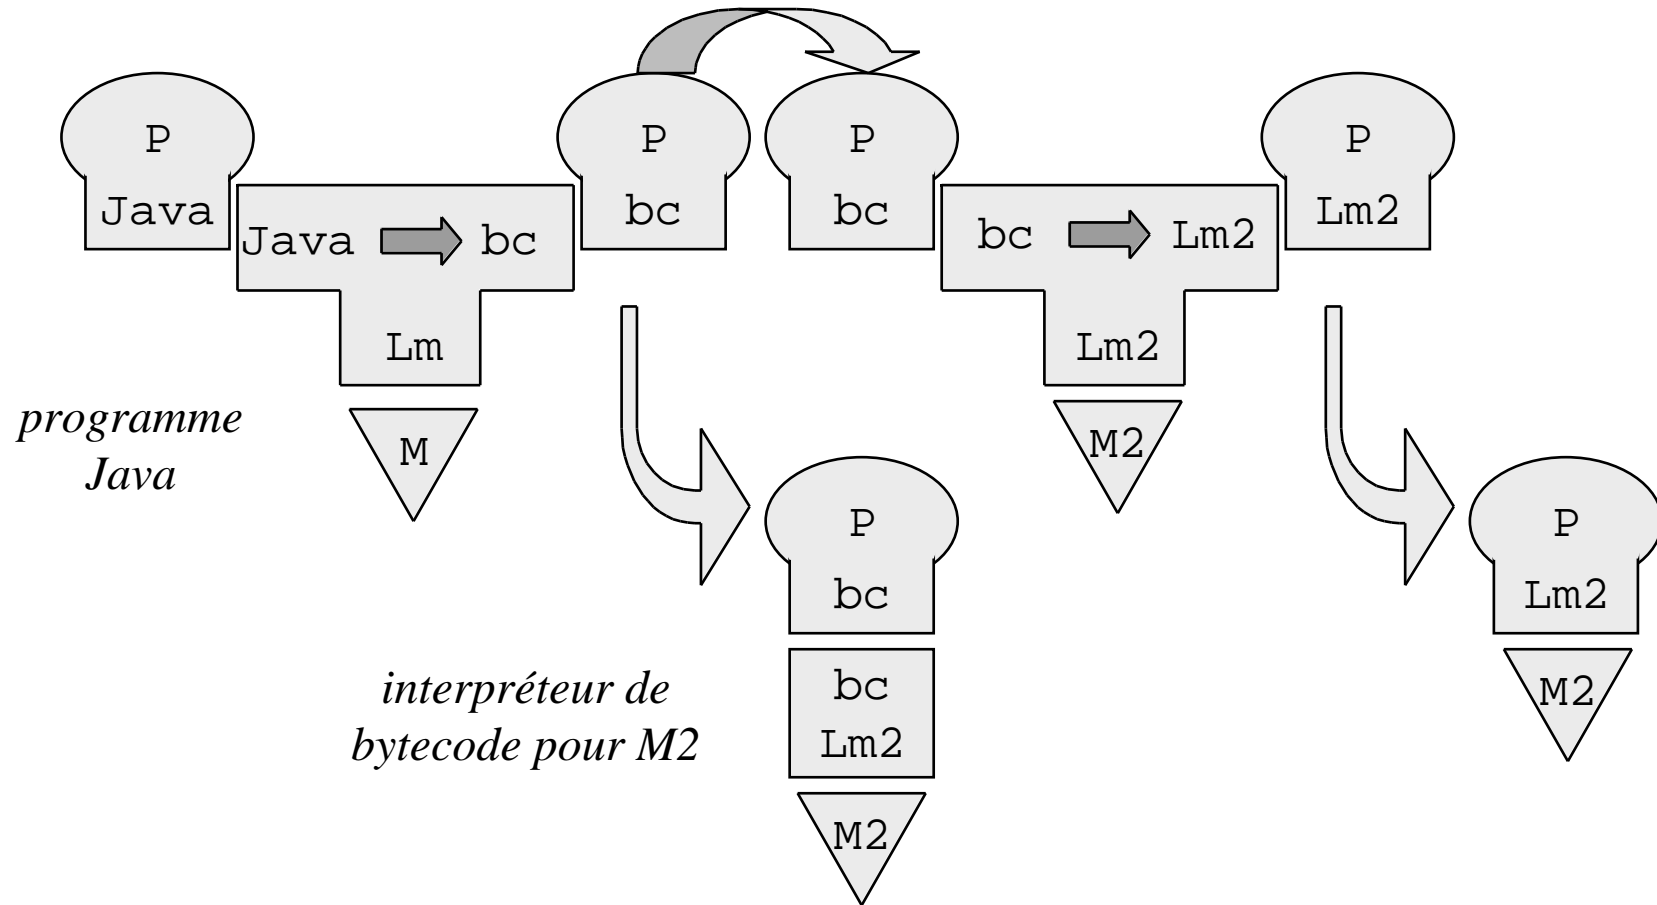 P
Java
Java
bc
Lm
M
P
bc
P
bc
bc
Lm2
Lm2
M2
P
Lm2
programme
Java
P
bc
interpréteur de
bytecode pour M2
bc
Lm2
M2
P
Lm2
M2